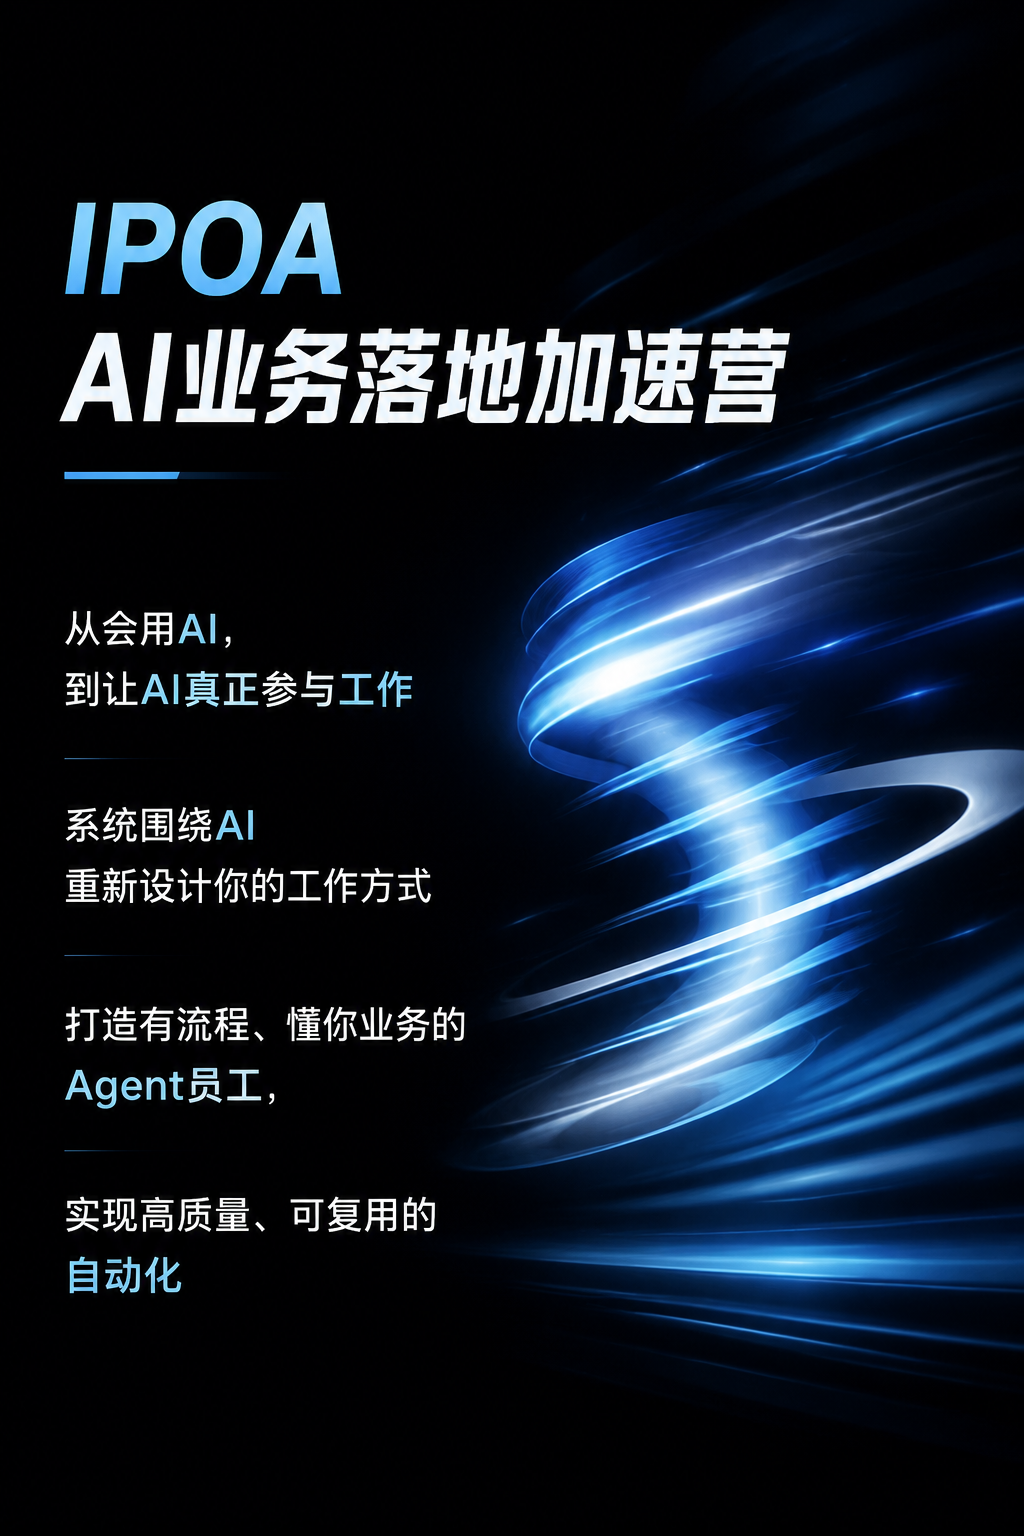 IPOA
AI业务落地加速营
从会用AI，
到让AI真正参与工作
系统围绕AI
重新设计你的工作方式
打造有流程、懂你业务的
Agent员工，
实现高质量、可复用的
自动化